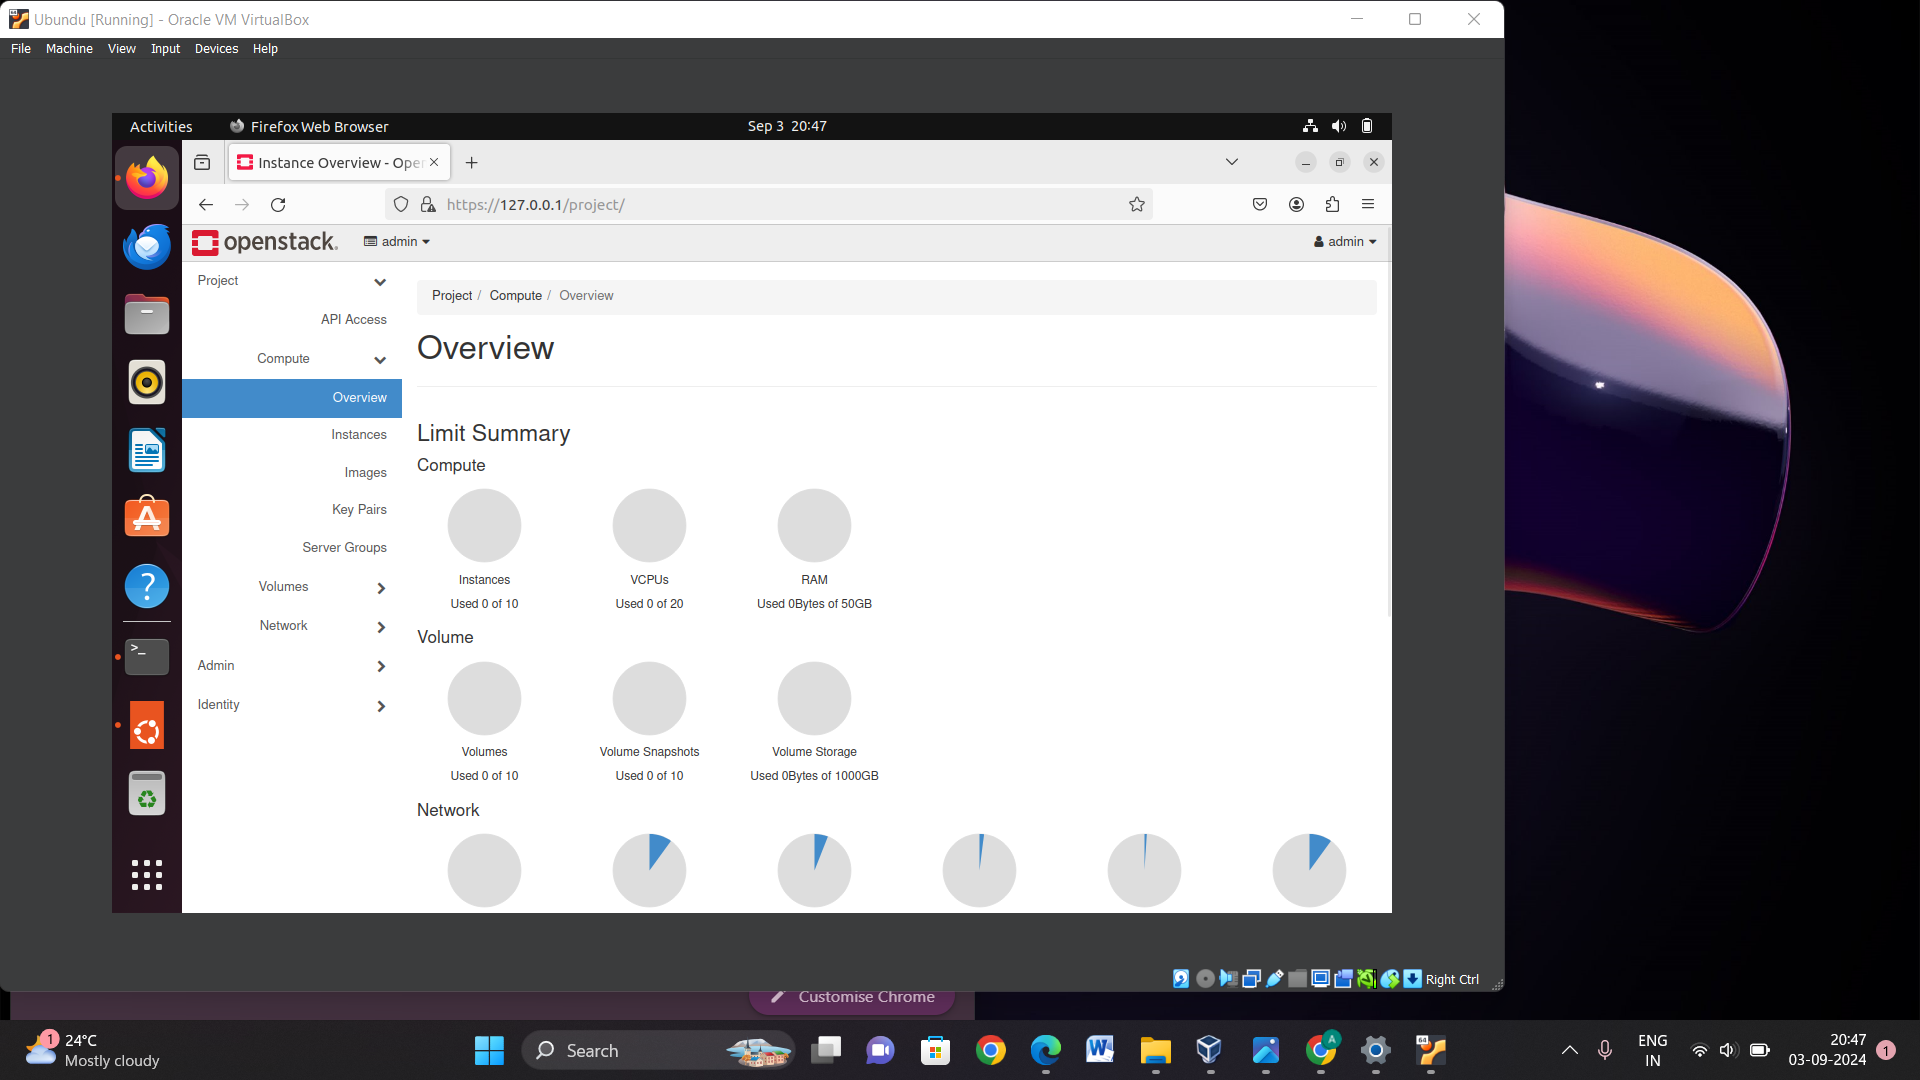 Ubundu [Running] - Oracle VM VirtualBox
File Machine View Input Devices Help
Activities Firefox Web Browser Sep 3 20:47
Instance Overview - Ope
https://127.0.0.1/project/
openstack. admin admin
Project
API Access
Compute
Overview
Instances
Images
Key Pairs
Server Groups
Volumes
Network
Admin
Identity
Project / Compute / Overview
Overview
Limit Summary
Compute
Instances VCPUs RAM
Used 0 of 10 Used 0 of 20 Used 0Bytes of 50GB
Volume
Volumes Volume Snapshots Volume Storage
Used 0 of 10 Used 0 of 10 Used 0Bytes of 1000GB
Network
Right Ctrl
Customise Chrome
1 24°C
Mostly cloudy
Search
A
64
ENG
IN
20:47
03-09-2024
1